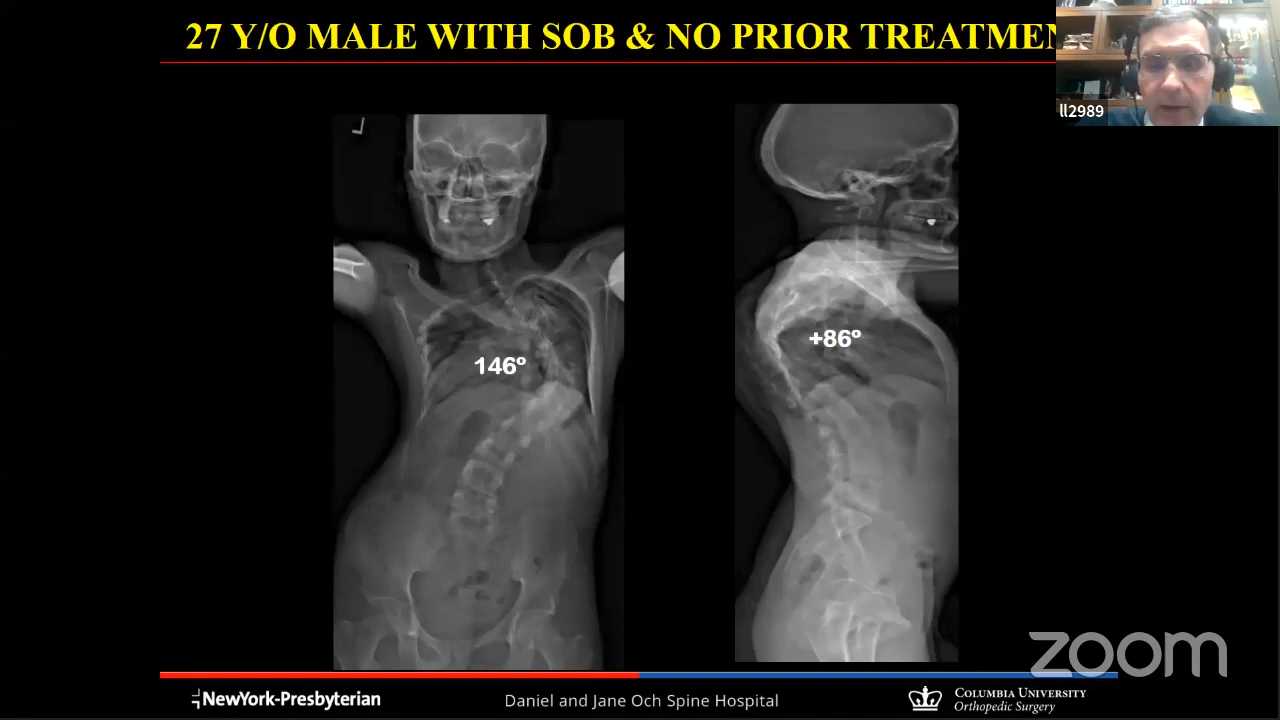 27 Y/O MALE WITH SOB & NO PRIOR TREATMEN
ll2989
L
146º
+86º
zoom
NewYork-Presbyterian
Daniel and Jane Och Spine Hospital
COLUMBIA UNIVERSITY
Orthopedic Surgery